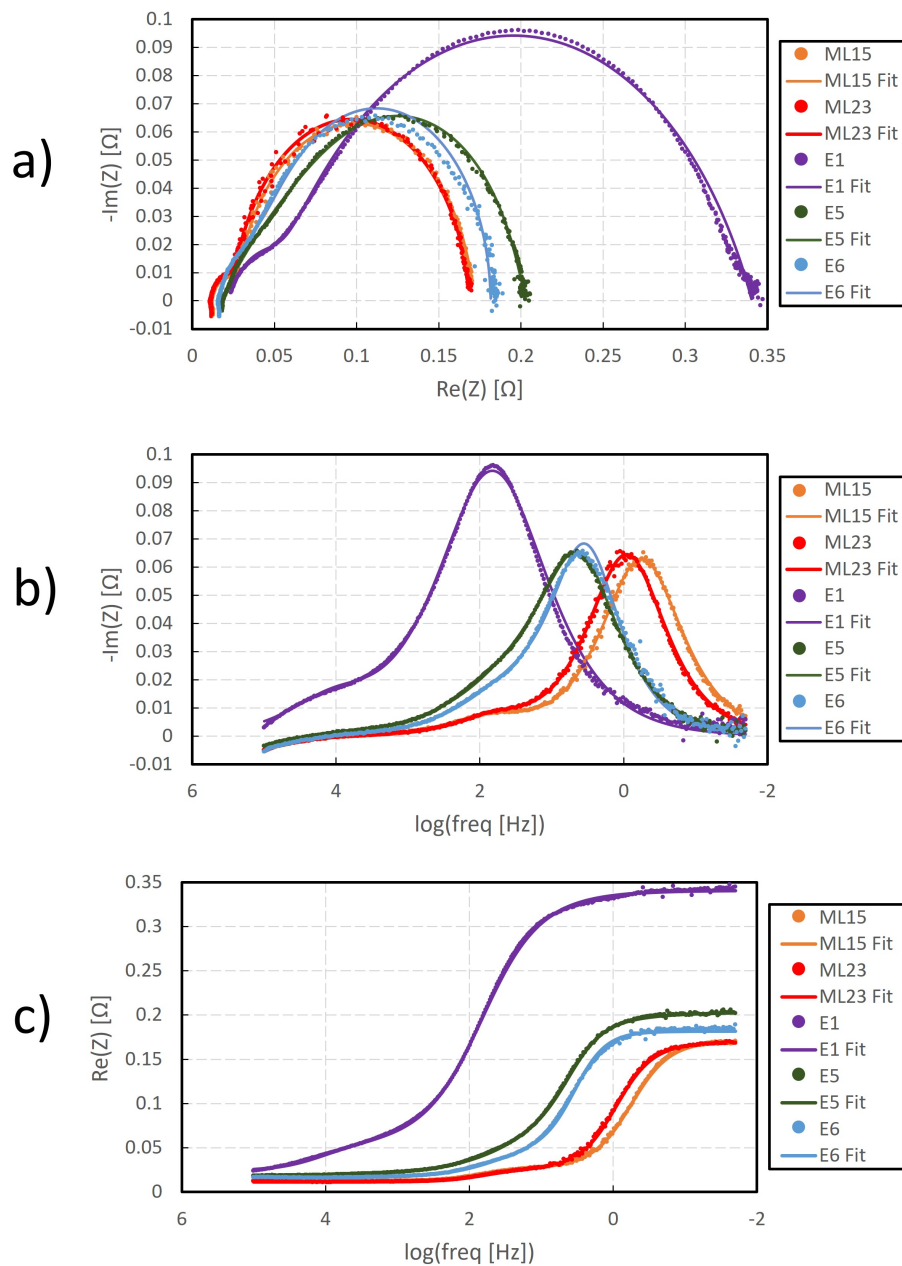 a)
-Im(Z) [Ω]
0.1
0.09
0.08
0.07
0.06
0.05
0.04
0.03
0.02
0.01
0
-0.01
0 0.05 0.1 0.15 0.2 0.25 0.3 0.35
Re(Z) [Ω]
ML15
ML15 Fit
ML23
ML23 Fit
E1
E1 Fit
E5
E5 Fit
E6
E6 Fit
b)
-Im(Z) [Ω]
0.1
0.09
0.08
0.07
0.06
0.05
0.04
0.03
0.02
0.01
0
-0.01
6 4 2 0 -2
log(freq [Hz])
ML15
ML15 Fit
ML23
ML23 Fit
E1
E1 Fit
E5
E5 Fit
E6
E6 Fit
c)
Re(Z) [Ω]
0.35
0.3
0.25
0.2
0.15
0.1
0.05
0
6 4 2 0 -2
log(freq [Hz])
ML15
ML15 Fit
ML23
ML23 Fit
E1
E1 Fit
E5
E5 Fit
E6
E6 Fit